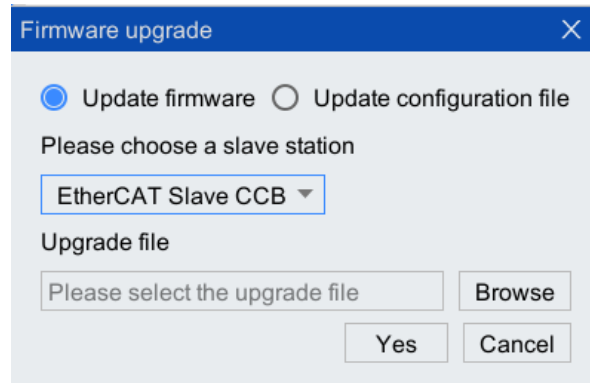 Firmware upgrade
Update firmware Update configuration file
Please choose a slave station
EtherCAT Slave CCB
Upgrade file
Please select the upgrade file Browse
Yes Cancel